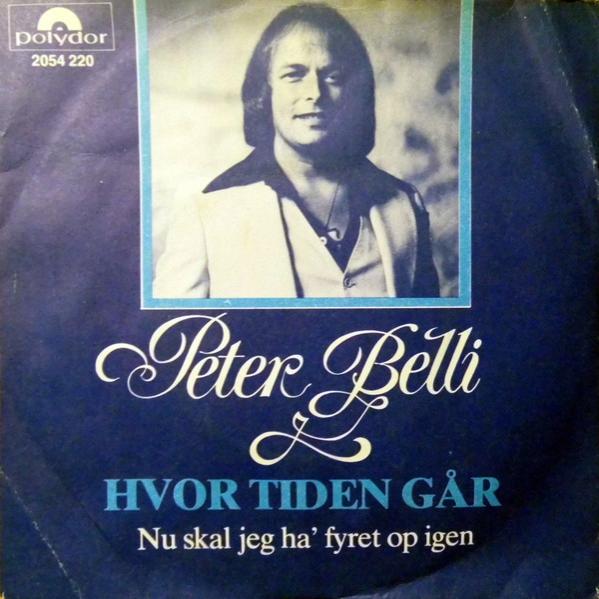 polydor
2054 220
Peter Belli
HVOR TIDEN GÅR
Nu skal jeg ha' fyret op igen